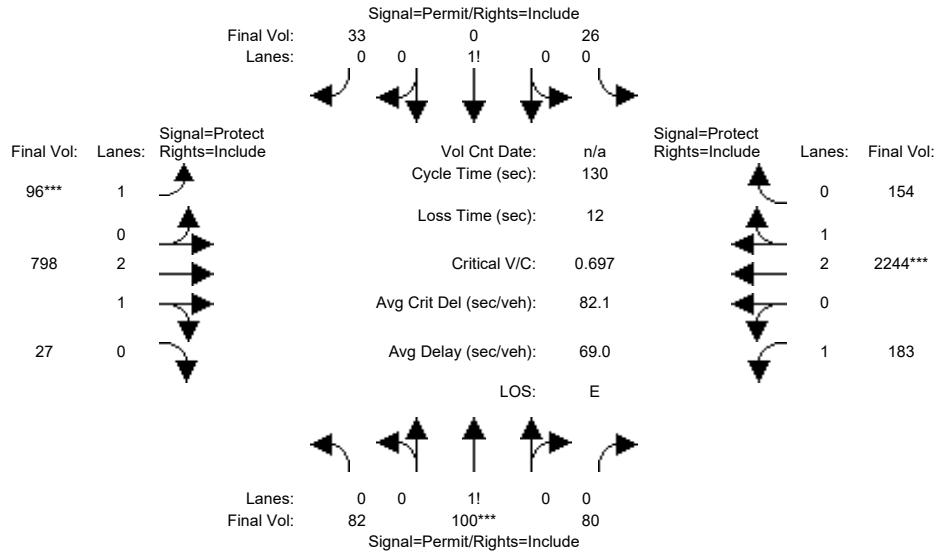 Signal=Permit/Rights=Include
Final Vol: 33 0 26
Lanes: 0 0 1! 0 0
Signal=Protect Signal=Protect
Final Vol: Lanes: Rights=Include Vol Cnt Date: n/a Rights=Include Lanes: Final Vol:
Cycle Time (sec): 130
96*** 1 0 154
Loss Time (sec): 12
0 1
798 2 Critical V/C: 0.697 2 2244***
1 Avg Crit Del (sec/veh): 82.1 0
27 0 Avg Delay (sec/veh): 69.0 1 183
LOS: E
Lanes: 0 0 1! 0 0
Final Vol: 82 100*** 80
Signal=Permit/Rights=Include